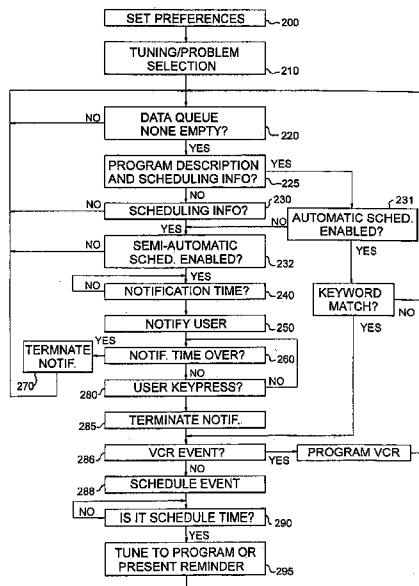 SET PREFERENCES
200
TUNING/PROBLEM
SELECTION
210
NO
DATA QUEUE
NONE EMPTY?
220
YES
PROGRAM DESCRIPTION
AND SCHEDULING INFO?
YES
225
231
NO
NO
SCHEDULING INFO?
230
NO
AUTOMATIC SCHED.
ENABLED?
YES
NO
SEMI-AUTOMATIC
SCHED. ENABLED?
232
YES
YES
NO
NOTIFICATION TIME?
240
KEYWORD
MATCH?
NO
NOTIFY USER
250
YES
TERMNATE
NOTIF.
YES
NOTIF. TIME OVER?
260
270
NO
280
USER KEYPRESS?
NO
285
TERMINATE NOTIF.
286
VCR EVENT?
YES
PROGRAM VCR
NO
288
SCHEDULE EVENT
NO
IS IT SCHEDULE TIME?
290
YES
TUNE TO PROGRAM OR
PRESENT REMINDER
295